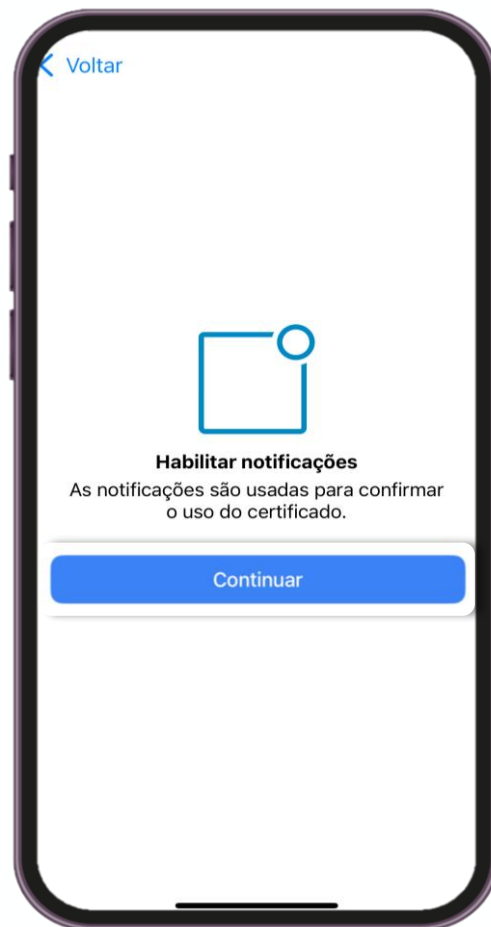 Voltar
Habilitar notificações
As notificações são usadas para confirmar
o uso do certificado.
Continuar